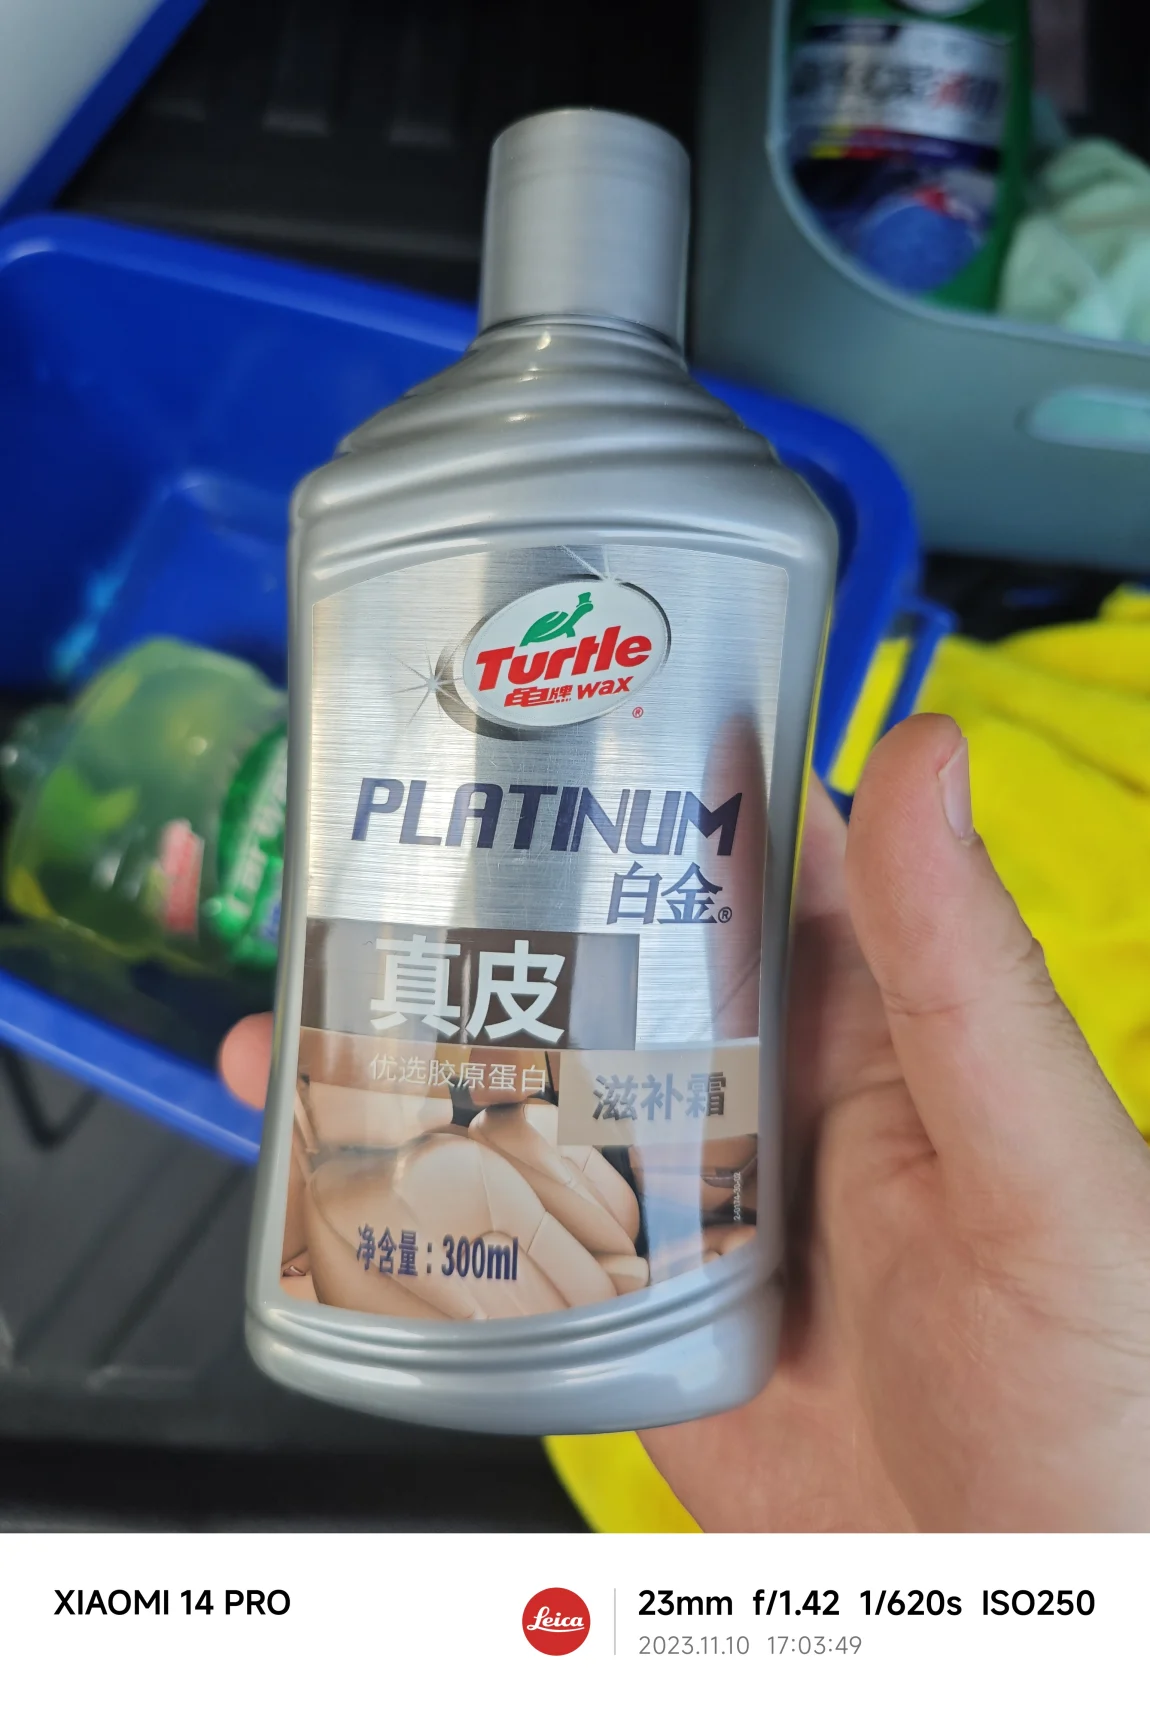 Turtle
龟牌 wax
®
PLATINUM
白金®
真皮
优选胶原蛋白
滋补霜
净含量：300ml
XIAOMI 14 PRO
Leica
23mm f/1.42 1/620s ISO250
2023.11.10 17:03:49